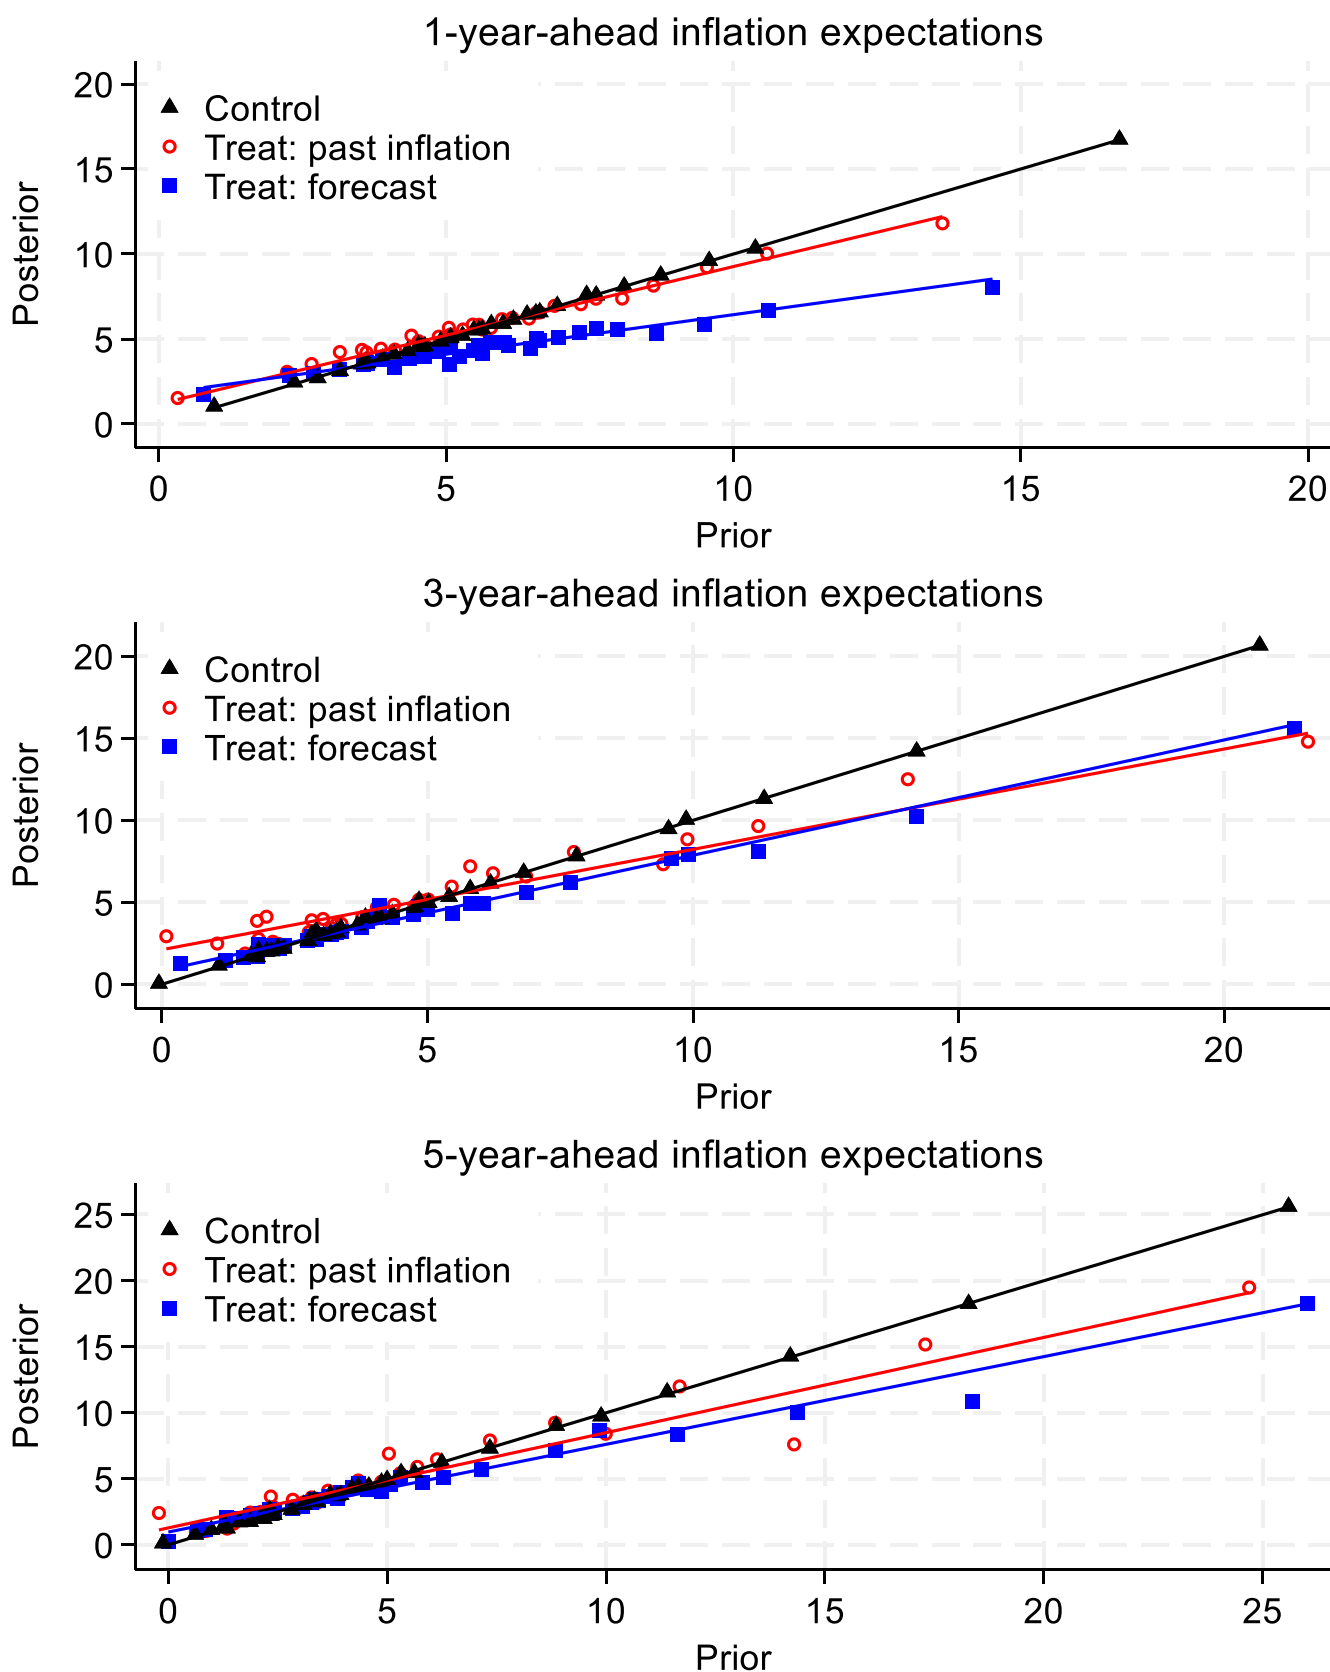 1-year-ahead inflation expectations
20
15
10
5
0
Posterior
Control
Treat: past inflation
Treat: forecast
0 5 10 15 20
Prior
3-year-ahead inflation expectations
20
15
10
5
0
Posterior
Control
Treat: past inflation
Treat: forecast
0 5 10 15 20
Prior
5-year-ahead inflation expectations
25
20
15
10
5
0
Posterior
Control
Treat: past inflation
Treat: forecast
0 5 10 15 20 25
Prior